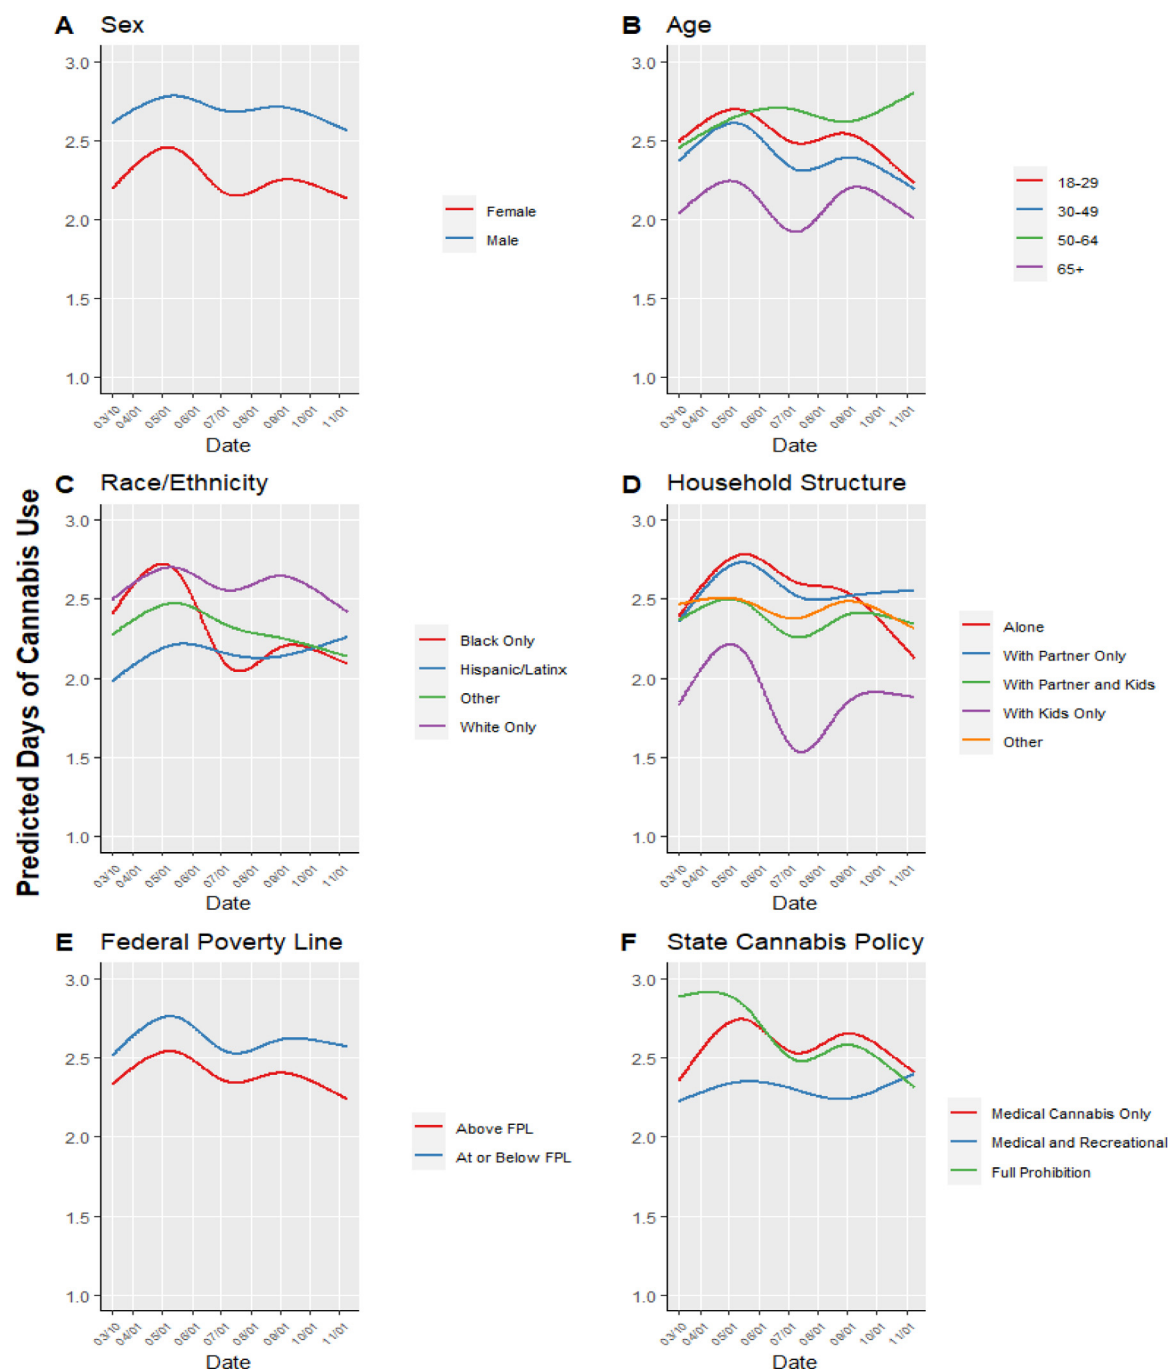 A Sex
3.0
2.5
2.0
1.5
1.0
03/10 04/01 05/01 06/01 07/01 08/01 09/01 10/01 11/01
Date
Female
Male
B Age
3.0
2.5
2.0
1.5
1.0
03/10 04/01 05/01 06/01 07/01 08/01 09/01 10/01 11/01
Date
18-29
30-49
50-64
65+
Predicted Days of Cannabis Use
C Race/Ethnicity
3.0
2.5
2.0
1.5
1.0
03/10 04/01 05/01 06/01 07/01 08/01 09/01 10/01 11/01
Date
Black Only
Hispanic/Latinx
Other
White Only
D Household Structure
3.0
2.5
2.0
1.5
1.0
03/10 04/01 05/01 06/01 07/01 08/01 09/01 10/01 11/01
Date
Alone
With Partner Only
With Partner and Kids
With Kids Only
Other
E Federal Poverty Line
3.0
2.5
2.0
1.5
1.0
03/10 04/01 05/01 06/01 07/01 08/01 09/01 10/01 11/01
Date
Above FPL
At or Below FPL
F State Cannabis Policy
3.0
2.5
2.0
1.5
1.0
03/10 04/01 05/01 06/01 07/01 08/01 09/01 10/01 11/01
Date
Medical Cannabis Only
Medical and Recreational
Full Prohibition